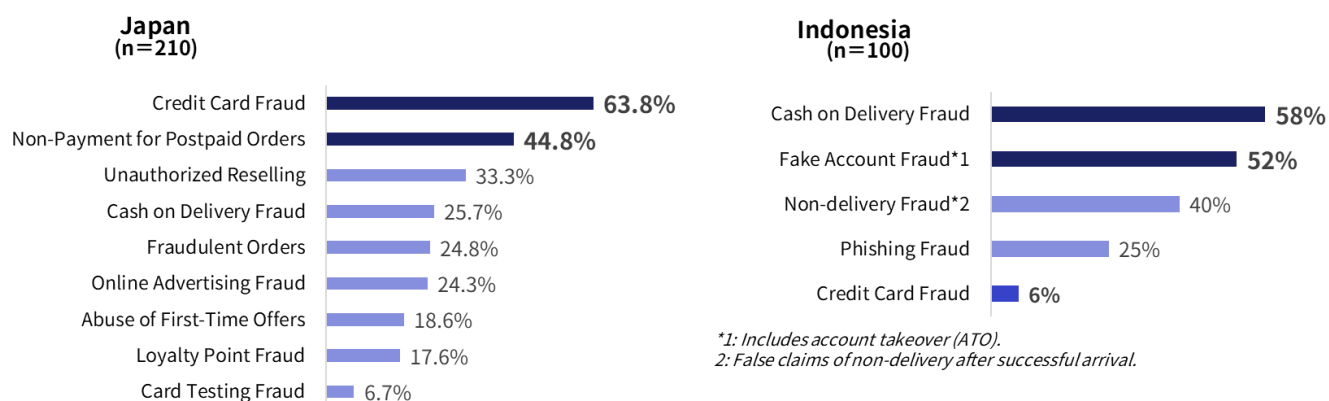 Japan
(n=210)
Credit Card Fraud 63.8%
Non-Payment for Postpaid Orders 44.8%
Unauthorized Reselling 33.3%
Cash on Delivery Fraud 25.7%
Fraudulent Orders 24.8%
Online Advertising Fraud 24.3%
Abuse of First-Time Offers 18.6%
Loyalty Point Fraud 17.6%
Card Testing Fraud 6.7%
Indonesia
(n=100)
Cash on Delivery Fraud 58%
Fake Account Fraud*1 52%
Non-delivery Fraud*2 40%
Phishing Fraud 25%
Credit Card Fraud 6%
*1: Includes account takeover (ATO).
2: False claims of non-delivery after successful arrival.